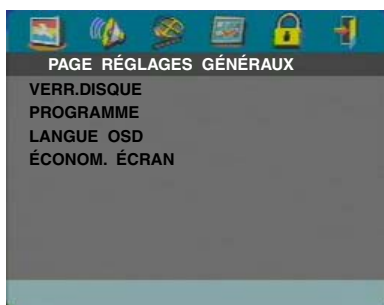 PAGE RÉGLAGES GÉNÉRAUX
VERR.DISQUE
PROGRAMME
LANGUE OSD
ÉCONOM. ÉCRAN